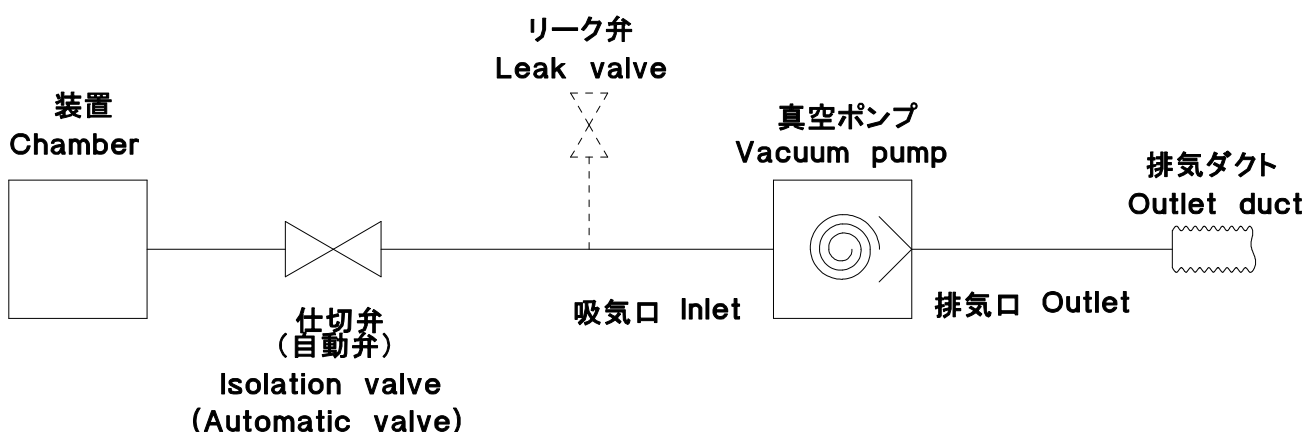 リーク弁
Leak valve
装置
Chamber
真空ポンプ
Vacuum pump
排気ダクト
Outlet duct
吸気口 Inlet
排気口 Outlet
仕切弁
(自動弁)
Isolation valve
(Automatic valve)